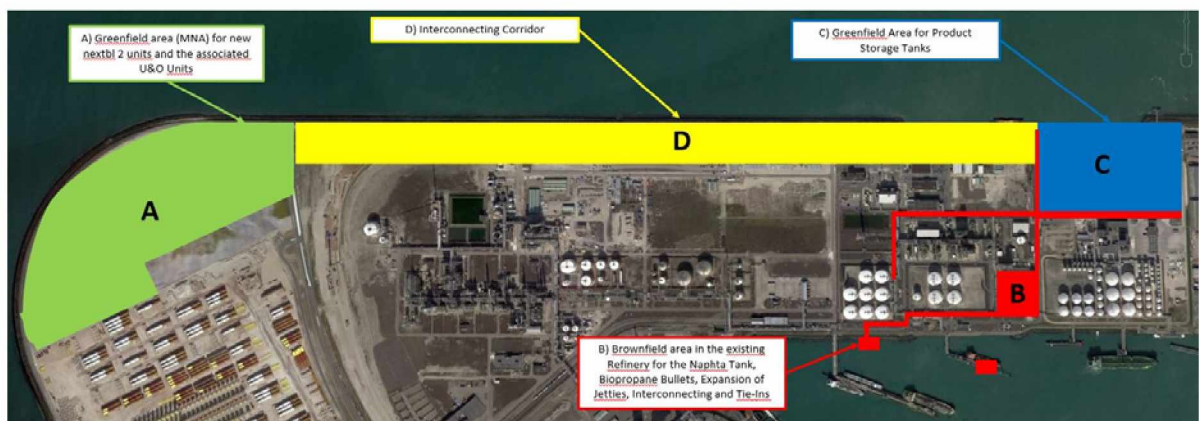 A) Greenfield area (MNA) for new
nextbl 2 units and the associated
U&O Units
D) Interconnecting Corridor
C) Greenfield Area for Product
Storage Tanks
D
C
A
B
B) Brownfield area in the existing
Refinery for the Naphta Tank,
Biopropane Bullets, Expansion of
Jetties, Interconnecting and Tie-Ins